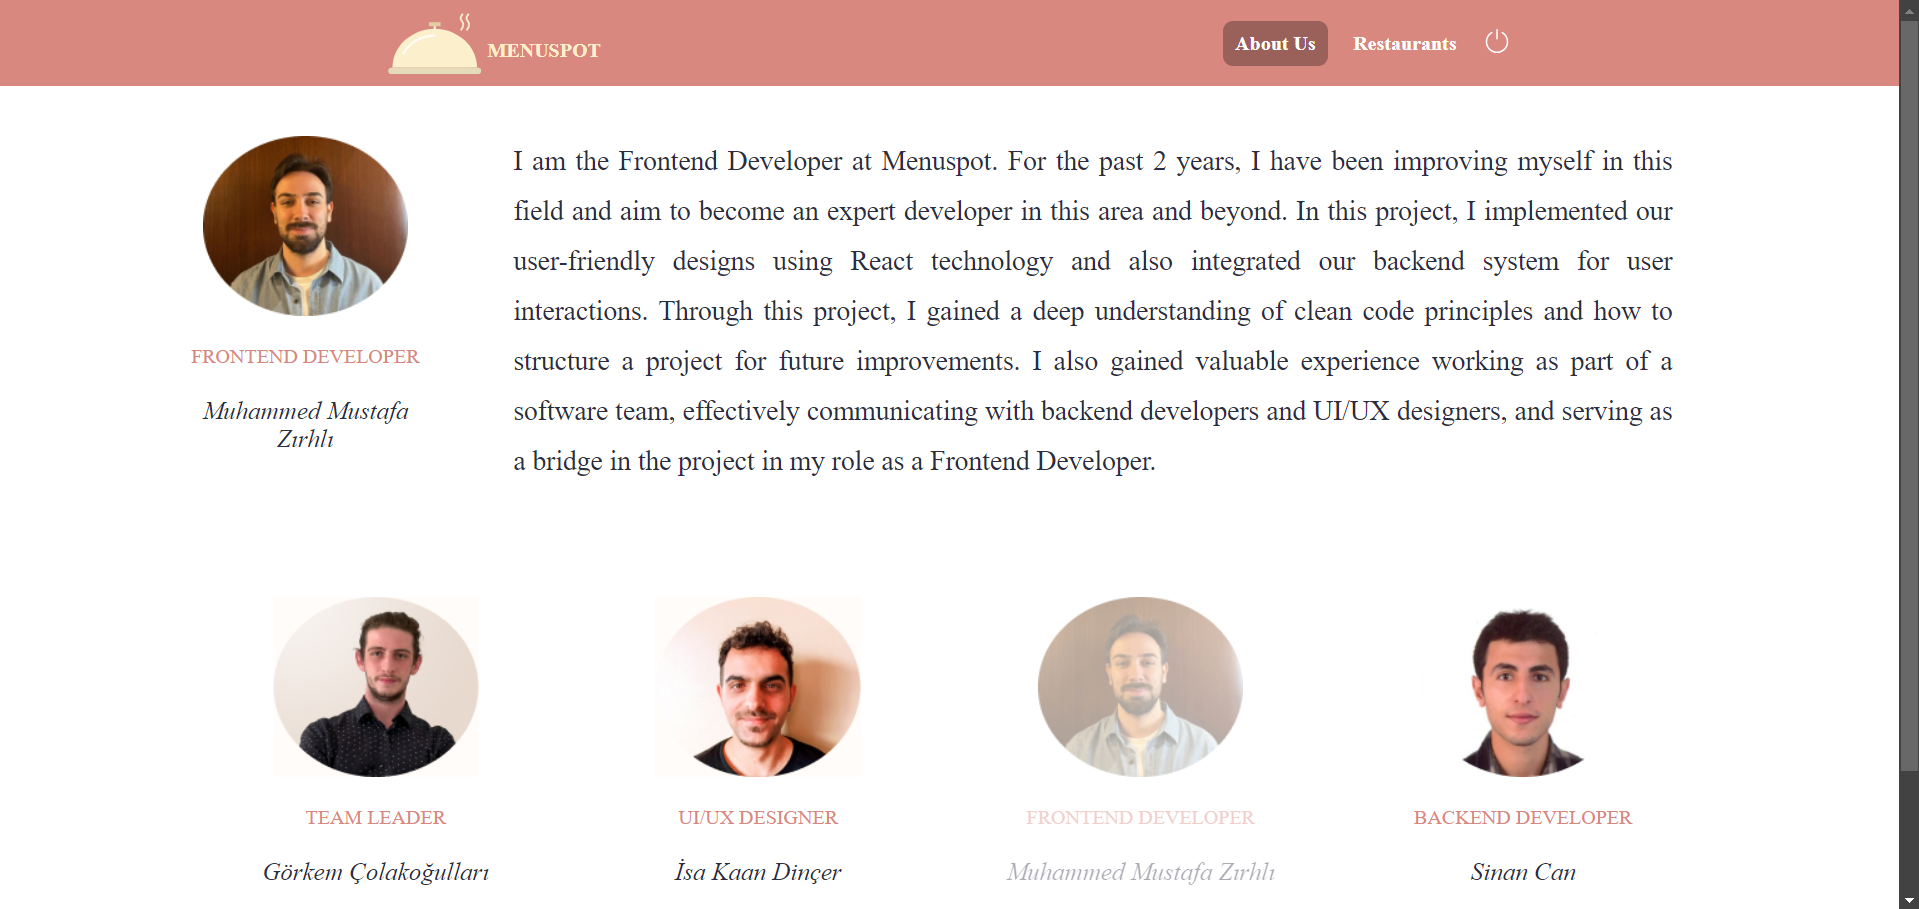 MENUSPOT
About Us
Restaurants
I am the Frontend Developer at Menuspot. For the past 2 years, I have been improving myself in this
field and aim to become an expert developer in this area and beyond. In this project, I implemented our
user-friendly designs using React technology and also integrated our backend system for user
interactions. Through this project, I gained a deep understanding of clean code principles and how to
structure a project for future improvements. I also gained valuable experience working as part of a
software team, effectively communicating with backend developers and UI/UX designers, and serving as
a bridge in the project in my role as a Frontend Developer.
FRONTEND DEVELOPER
Muhammed Mustafa
Zırhlı
TEAM LEADER
Görkem Çolakoğulları
UI/UX DESIGNER
İsa Kaan Dinçer
FRONTEND DEVELOPER
Muhammed Mustafa Zırhlı
BACKEND DEVELOPER
Sinan Can